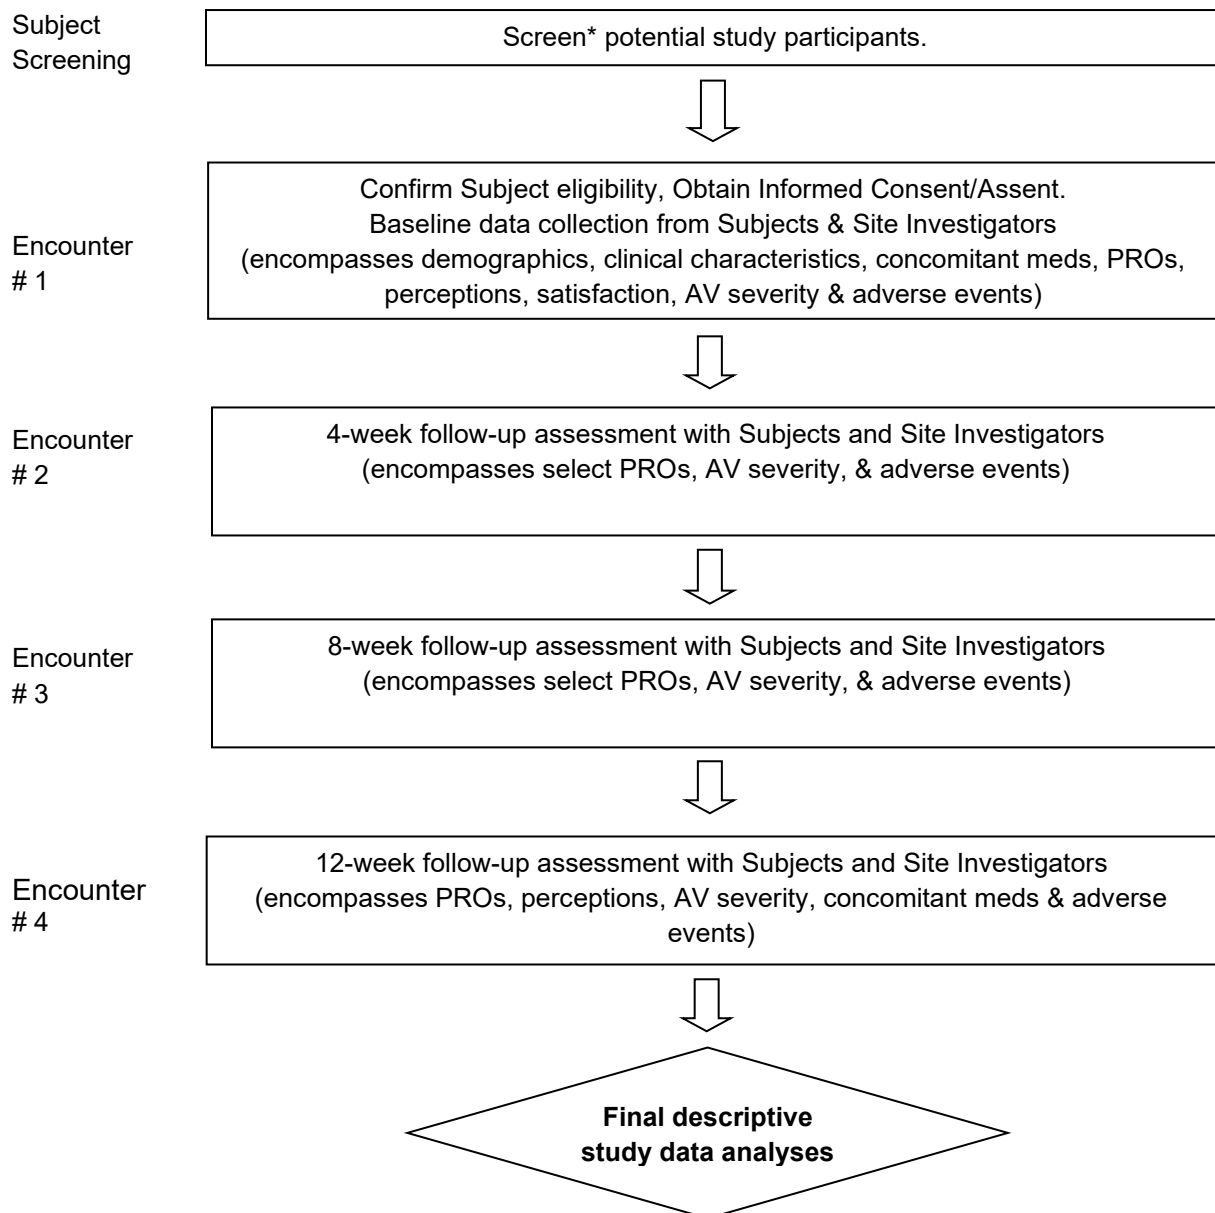 Subject
Screening
Screen* potential study participants.
Encounter
# 1
Confirm Subject eligibility, Obtain Informed Consent/Assent.
Baseline data collection from Subjects & Site Investigators
(encompasses demographics, clinical characteristics, concomitant meds, PROs,
perceptions, satisfaction, AV severity & adverse events)
Encounter
# 2
4-week follow-up assessment with Subjects and Site Investigators
(encompasses select PROs, AV severity, & adverse events)
Encounter
# 3
8-week follow-up assessment with Subjects and Site Investigators
(encompasses select PROs, AV severity, & adverse events)
Encounter
# 4
12-week follow-up assessment with Subjects and Site Investigators
(encompasses PROs, perceptions, AV severity, concomitant meds & adverse
events)
Final descriptive
study data analyses